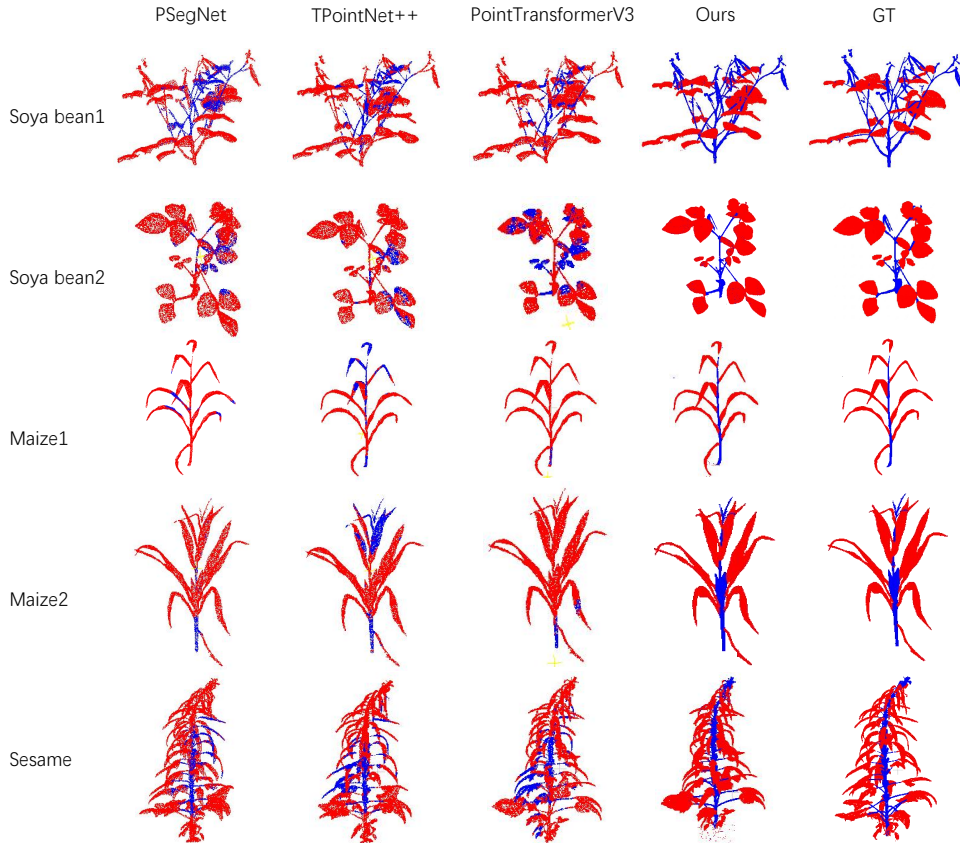 PSegNet TPointNet++ PointTransformerV3 Ours GT
Soya bean1
Soya bean2
Maize1
Maize2
Sesame